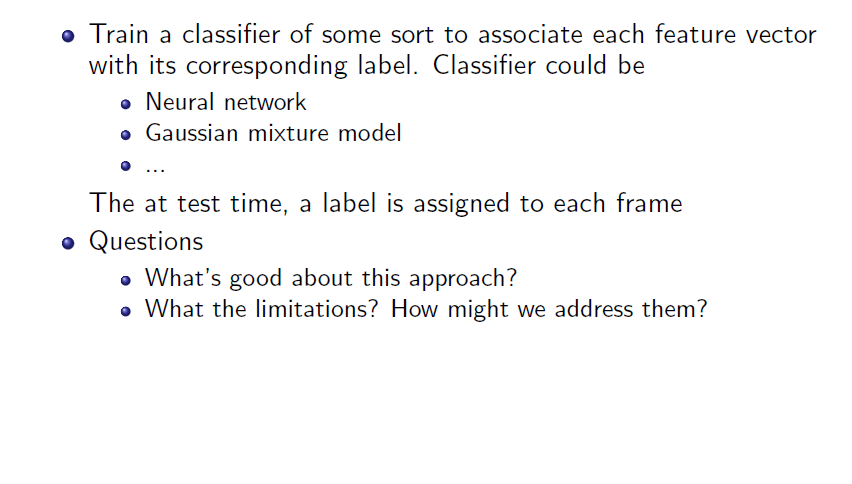 Train a classifier of some sort to associate each feature vector
with its corresponding label. Classifier could be
Neural network
Gaussian mixture model
...
The at test time, a label is assigned to each frame
Questions
What's good about this approach?
What the limitations? How might we address them?